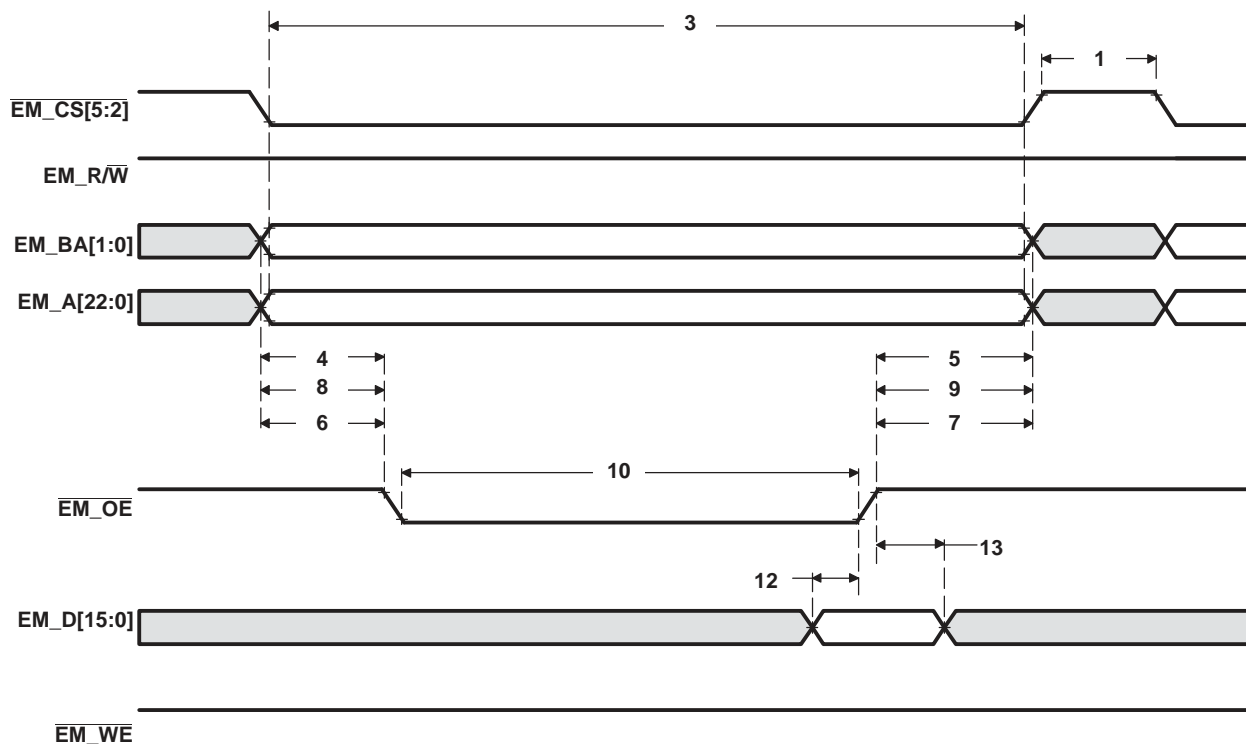 3
1
EM_CS[5:2]
EM_R/W
EM_BA[1:0]
EM_A[22:0]
4 5
8 9
6 7
10
EM_OE
13
12
EM_D[15:0]
EM_WE